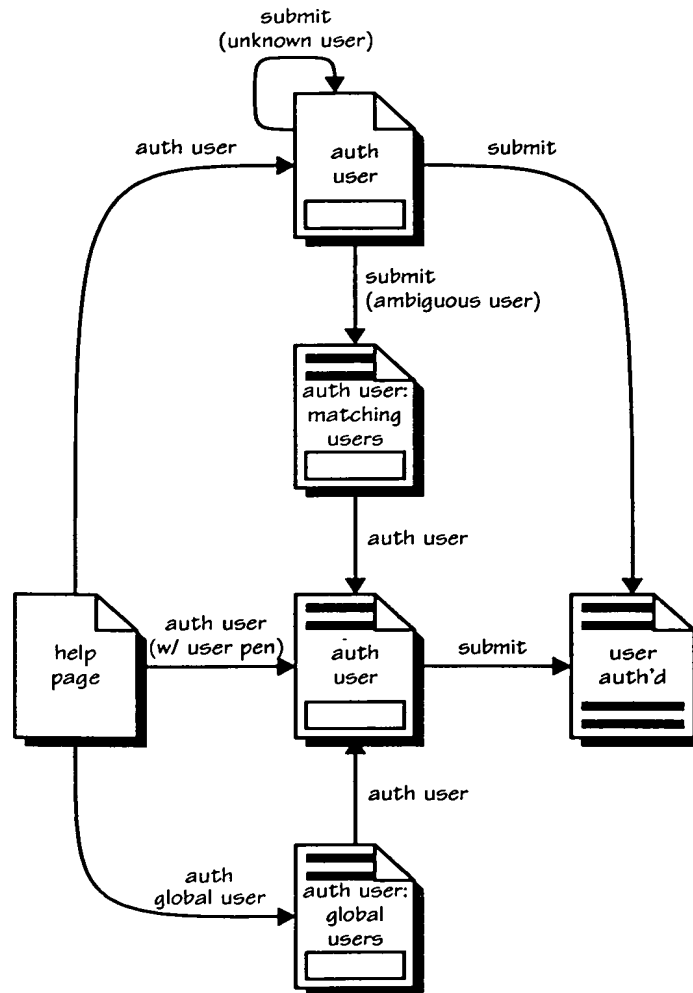 submit
(unknown user)
auth user
auth
user
submit
submit
(ambiguous user)
auth user:
matching
users
auth user
help
page
auth user
(w/ user pen)
auth
user
submit
user
auth'd
auth user
auth
global user
auth user:
global
users